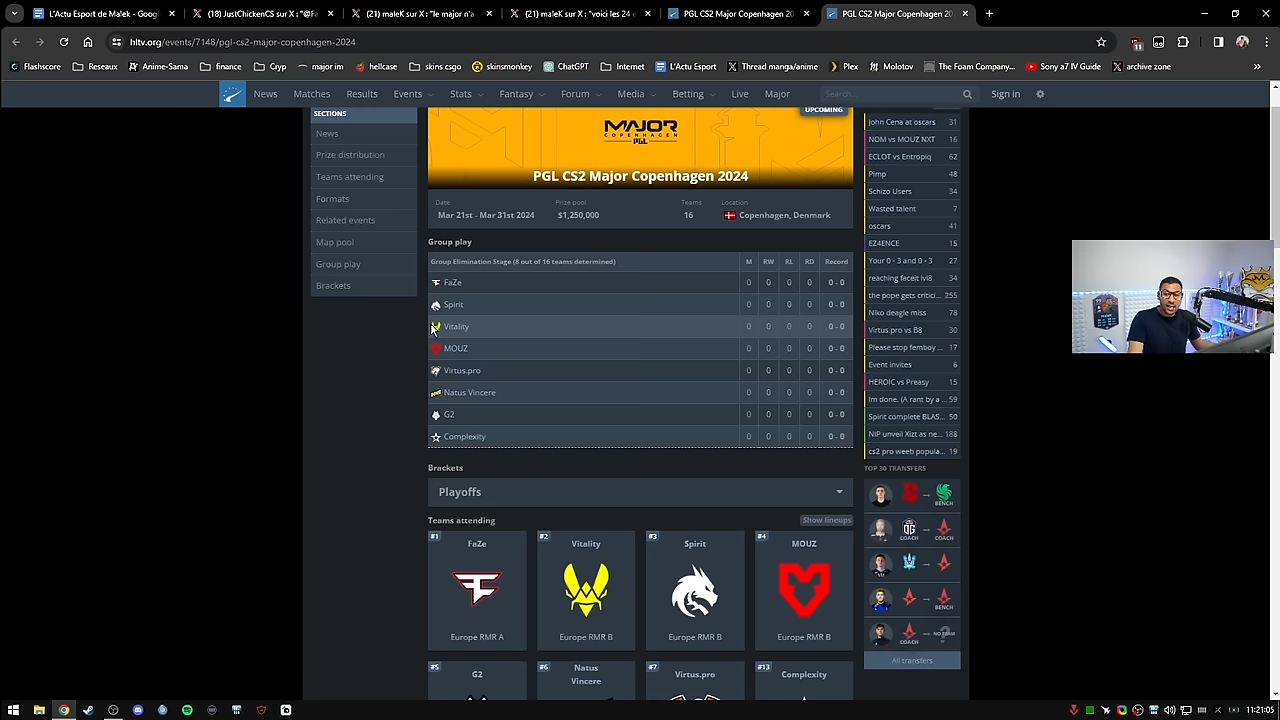 L'Actu Esport de Malek - Googl
(18) JustChickenCS sur X : "@Fa
(21) maleK sur X : "le major n'a
(21) maleK sur X : "voici les 24 e
PGL CS2 Major Copenhagen 20
PGL CS2 Major Copenhagen 20
hltv.org/events/7148/pgl-cs2-major-copenhagen-2024
11
Flashscore
Reseaux
Anime-Sama
finance
Cryp
major im
hellcase
skins csgo
skinsmonkey
ChatGPT
Internet
L'Actu Esport
Thread manga/anime
Plex
Molotov
The Foam Company...
Sony a7 IV Guide
archive zone
News
Matches
Results
Events
Stats
Fantasy
Forum
Media
Betting
Live
Major
Search...
Sign in
SECTIONS
News
Prize distribution
Teams attending
Formats
Related events
Map pool
Group play
Brackets
UPCOMING
MAJOR
COPENHAGEN
PGL
PGL CS2 Major Copenhagen 2024
Date Prize pool Teams Location
Mar 21st - Mar 31st 2024 $1,250,000 16 Copenhagen, Denmark
Group play
Group Elimination Stage (8 out of 16 teams determined) M RW RL RD Record
FaZe 0 0 0 0 0 - 0
Spirit 0 0 0 0 0 - 0
Vitality 0 0 0 0 0 - 0
MOUZ 0 0 0 0 0 - 0
Virtus.pro 0 0 0 0 0 - 0
Natus Vincere 0 0 0 0 0 - 0
G2 0 0 0 0 0 - 0
Complexity 0 0 0 0 0 - 0
Brackets
Playoffs
Teams attending
Show lineups
#1 FaZe
Europe RMR A
#2 Vitality
Europe RMR B
#3 Spirit
Europe RMR B
#4 MOUZ
Europe RMR B
#5 G2
#6 Natus
Vincere
#7 Virtus.pro
#13 Complexity
John Cena at oscars 31
NOM vs MOUZ NXT 16
ECLOT vs Entropiq 62
Pimp 48
Schizo Users 34
Wasted talent 7
oscars 41
EZ4ENCE 15
Your 0 - 3 and 0 - 3 27
reaching faceit lvl8 34
the pope gets critici... 255
Niko deagle miss 78
Virtus.pro vs B8 30
Please stop femboy ... 17
Event invites 6
HEROIC vs Preasy 15
Im done. (A rant by a ... 59
Spirit complete BLAS... 50
NIP unveil Xizt as ne... 188
cs2 pro weeb popula... 19
TOP 30 TRANSFERS
BENCH
COACH
COACH
BENCH
COACH
NO TEAM
All transfers
11:21:05